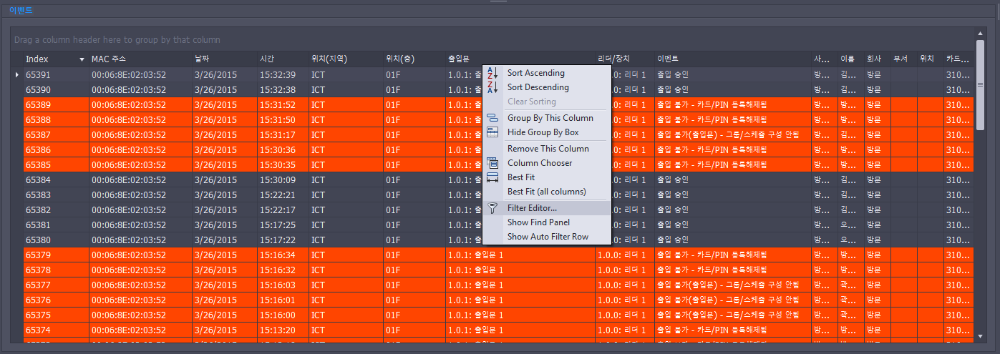 이벤트
Drag a column header here to group by that column
Index MAC 주소 날짜 시간 위치(지역) 위치(층) 출입문 리더/장치 이벤트 사... 이름 회사 부서 위치 카드...
65391 00:06:8E:02:03:52 3/26/2015 15:32:39 ICT 01F 1.0.1: 출 .0: 리더 1 출입 승인 방... 김... 방문 310...
65390 00:06:8E:02:03:52 3/26/2015 15:32:38 ICT 01F 1.0.1: 출 .0: 리더 1 출입 승인 방... 김... 방문 310...
65389 00:06:8E:02:03:52 3/26/2015 15:31:52 ICT 01F 1.0.1: 출 .0: 리더 1 출입 불가 - 카드/PIN 등록해제됨 방... 방... 방문 310...
65388 00:06:8E:02:03:52 3/26/2015 15:31:50 ICT 01F 1.0.1: 출 .0: 리더 1 출입 불가 - 카드/PIN 등록해제됨 방... 방... 방문 310...
65387 00:06:8E:02:03:52 3/26/2015 15:31:17 ICT 01F 1.0.1: 출 .0: 리더 1 출입 불가(출입문) - 그룹/스케줄 구성 안됨 방... 김... 방문 310...
65386 00:06:8E:02:03:52 3/26/2015 15:30:36 ICT 01F 1.0.1: 출 .0: 리더 1 출입 불가 - 카드/PIN 등록해제됨 방... 방... 방문 310...
65385 00:06:8E:02:03:52 3/26/2015 15:30:35 ICT 01F 1.0.1: 출 .0: 리더 1 출입 불가 - 카드/PIN 등록해제됨 방... 방... 방문 310...
65384 00:06:8E:02:03:52 3/26/2015 15:30:09 ICT 01F 1.0.1: 출 .0: 리더 1 출입 승인 방... 김... 방문 310...
65383 00:06:8E:02:03:52 3/26/2015 15:22:21 ICT 01F 1.0.1: 출 .0: 리더 1 출입 승인 방... 김... 방문 310...
65382 00:06:8E:02:03:52 3/26/2015 15:22:17 ICT 01F 1.0.1: 출 .0: 리더 1 출입 승인 방... 김... 방문 310...
65381 00:06:8E:02:03:52 3/26/2015 15:17:25 ICT 01F 1.0.1: 출 .0: 리더 1 출입 승인 방... 오... 방문 310...
65380 00:06:8E:02:03:52 3/26/2015 15:17:22 ICT 01F 1.0.1: 출 .0: 리더 1 출입 승인 방... 오... 방문 310...
65379 00:06:8E:02:03:52 3/26/2015 15:16:34 ICT 01F 1.0.1: 출입문 1 1.0.0: 리더 1 출입 불가 - 카드/PIN 등록해제됨 방... 방... 방문 310...
65378 00:06:8E:02:03:52 3/26/2015 15:16:32 ICT 01F 1.0.1: 출입문 1 1.0.0: 리더 1 출입 불가 - 카드/PIN 등록해제됨 방... 방... 방문 310...
65377 00:06:8E:02:03:52 3/26/2015 15:16:03 ICT 01F 1.0.1: 출입문 1 1.0.0: 리더 1 출입 불가(출입문) - 그룹/스케줄 구성 안됨 방... 곽... 방문 310...
65376 00:06:8E:02:03:52 3/26/2015 15:16:01 ICT 01F 1.0.1: 출입문 1 1.0.0: 리더 1 출입 불가(출입문) - 그룹/스케줄 구성 안됨 방... 곽... 방문 310...
65375 00:06:8E:02:03:52 3/26/2015 15:16:00 ICT 01F 1.0.1: 출입문 1 1.0.0: 리더 1 출입 불가(출입문) - 그룹/스케줄 구성 안됨 방... 곽... 방문 310...
65374 00:06:8E:02:03:52 3/26/2015 15:13:20 ICT 01F 1.0.1: 출입문 1 1.0.0: 리더 1 출입 불가 - 카드/PIN 등록해제됨 방... 방... 방문 310...
Sort Ascending
Sort Descending
Clear Sorting
Group By This Column
Hide Group By Box
Remove This Column
Column Chooser
Best Fit
Best Fit (all columns)
Filter Editor...
Show Find Panel
Show Auto Filter Row